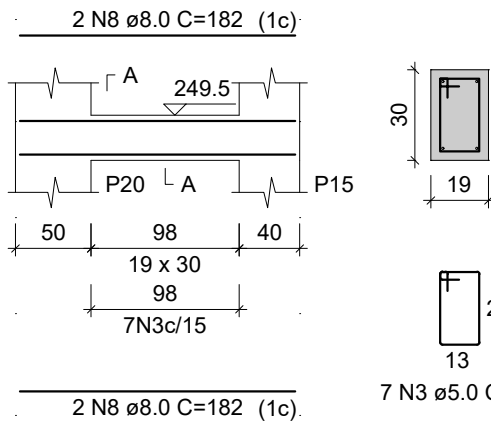 2 N8 ø8.0 C=182 (1c)
A
249.5
P20
A
P15
50
98
40
19 x 30
98
7N3c/15
2 N8 ø8.0 C=182 (1c)
30
19
13
7 N3 ø5.0